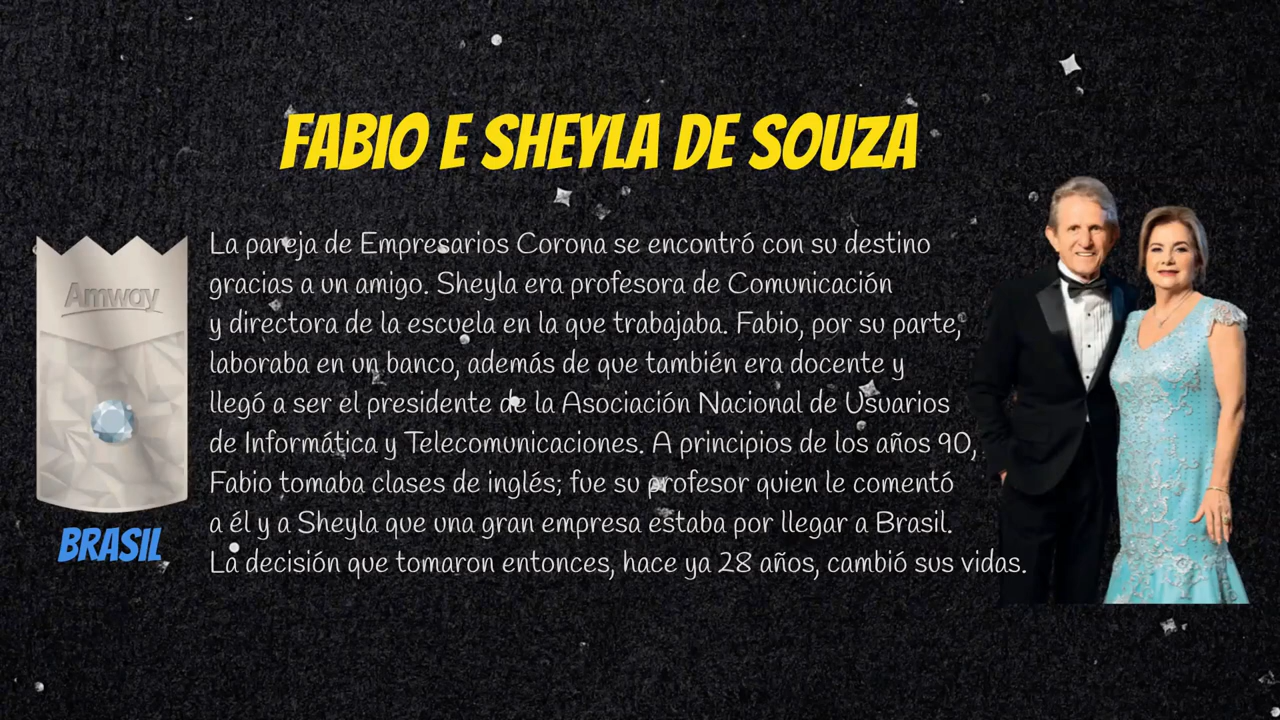 FABIO E SHEYLA DE SOUZA
Amway
BRASIL
La pareja de Empresarios Corona se encontró con su destino
gracias a un amigo. Sheyla era profesora de Comunicación
y directora de la escuela en la que trabajaba. Fabio, por su parte,
laboraba en un banco, además de que también era docente y
llegó a ser el presidente de la Asociación Nacional de Usuarios
de Informática y Telecomunicaciones. A principios de los años 90,
Fabio tomaba clases de inglés; fue su profesor quien le comentó
a él y a Sheyla que una gran empresa estaba por llegar a Brasil.
La decisión que tomaron entonces, hace ya 28 años, cambió sus vidas.